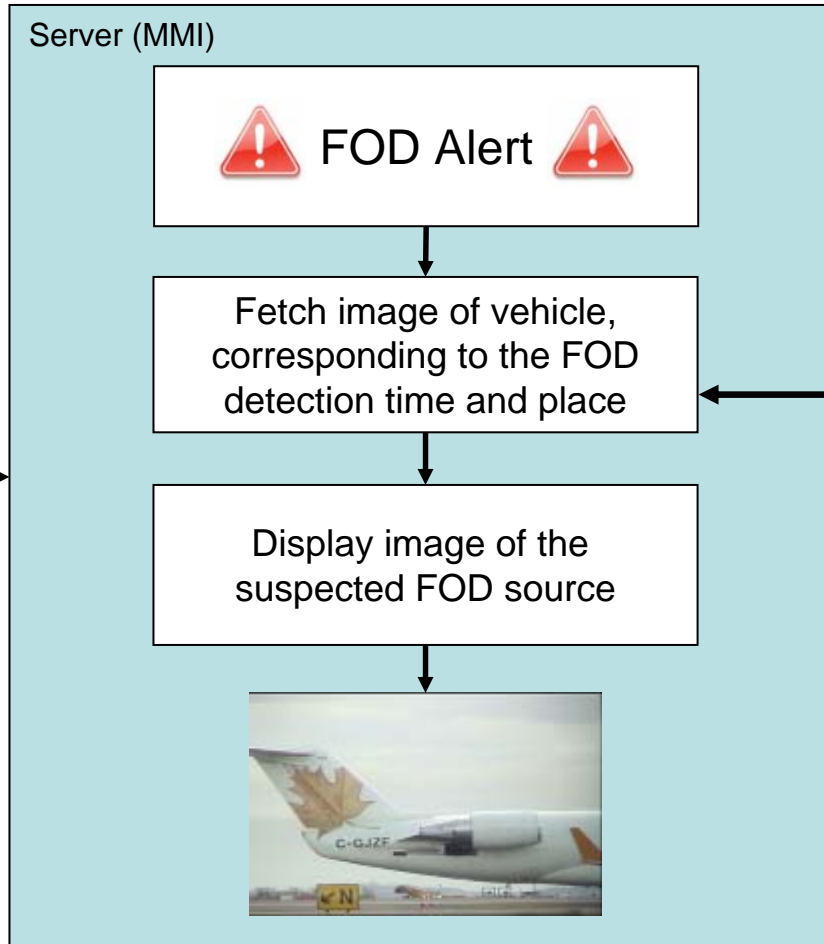 Server (MMI)
FOD Alert
Fetch image of vehicle,
corresponding to the FOD
detection time and place
Display image of the
suspected FOD source
C-GJZF
↙N